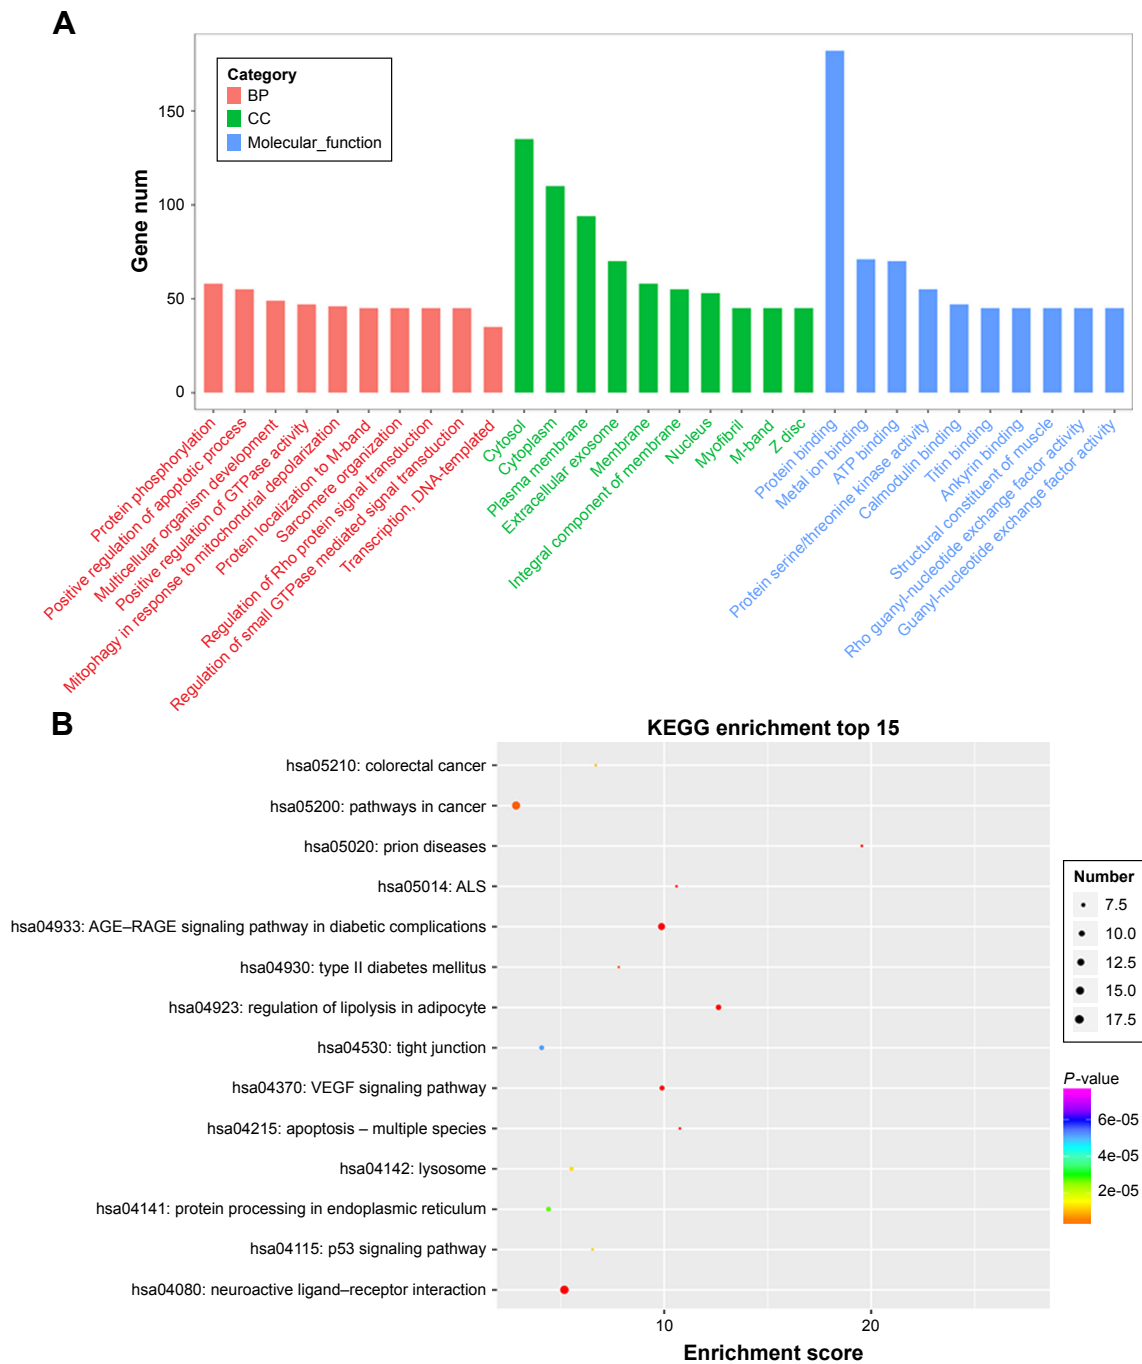 A
Category
BP
CC
Molecular_function
Gene num
150
100
50
0
Protein phosphorylation
Positive regulation of apoptotic process
Multicellular organism development
Positive regulation of GTPase activity
Mitophagy in response to mitochondrial depolarization
Protein localization to M-band
Sarcomere organization
Regulation of Rho protein signal transduction
Regulation of small GTPase mediated signal transduction
Transcription, DNA-templated
Cytosol
Cytoplasm
Plasma membrane
Extracellular exosome
Membrane
Integral component of membrane
Nucleus
Myofibril
M-band
Z disc
Protein binding
Metal ion binding
ATP binding
Protein serine/threonine kinase activity
Calmodulin binding
Titin binding
Ankyrin binding
Structural constituent of muscle
Rho guanyl-nucleotide exchange factor activity
Guanyl-nucleotide exchange factor activity
B
KEGG enrichment top 15
hsa05210: colorectal cancer
hsa05200: pathways in cancer
hsa05020: prion diseases
hsa05014: ALS
hsa04933: AGE–RAGE signaling pathway in diabetic complications
hsa04930: type II diabetes mellitus
hsa04923: regulation of lipolysis in adipocyte
hsa04530: tight junction
hsa04370: VEGF signaling pathway
hsa04215: apoptosis – multiple species
hsa04142: lysosome
hsa04141: protein processing in endoplasmic reticulum
hsa04115: p53 signaling pathway
hsa04080: neuroactive ligand–receptor interaction
10
20
Enrichment score
Number
7.5
10.0
12.5
15.0
17.5
P-value
6e-05
4e-05
2e-05